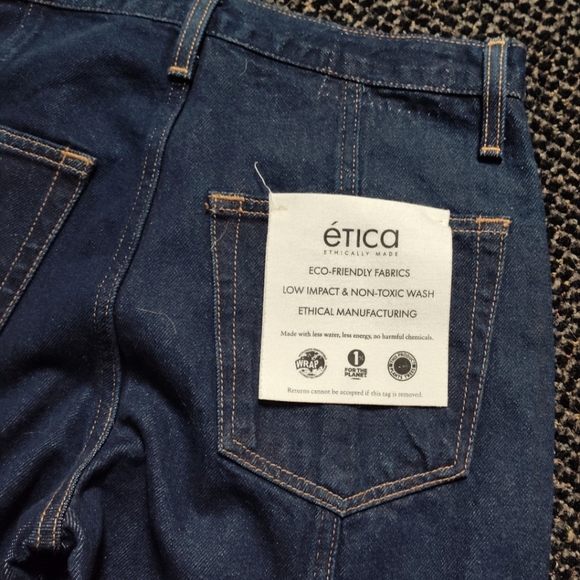 ética
ETHICALLY MADE
ECO-FRIENDLY FABRICS
LOW IMPACT & NON-TOXIC WASH
ETHICAL MANUFACTURING
Made with less water, less energy, no harmful chemicals.
WRAP
1%
FOR THE
PLANET
Returns cannot be accepted if this tag is removed.